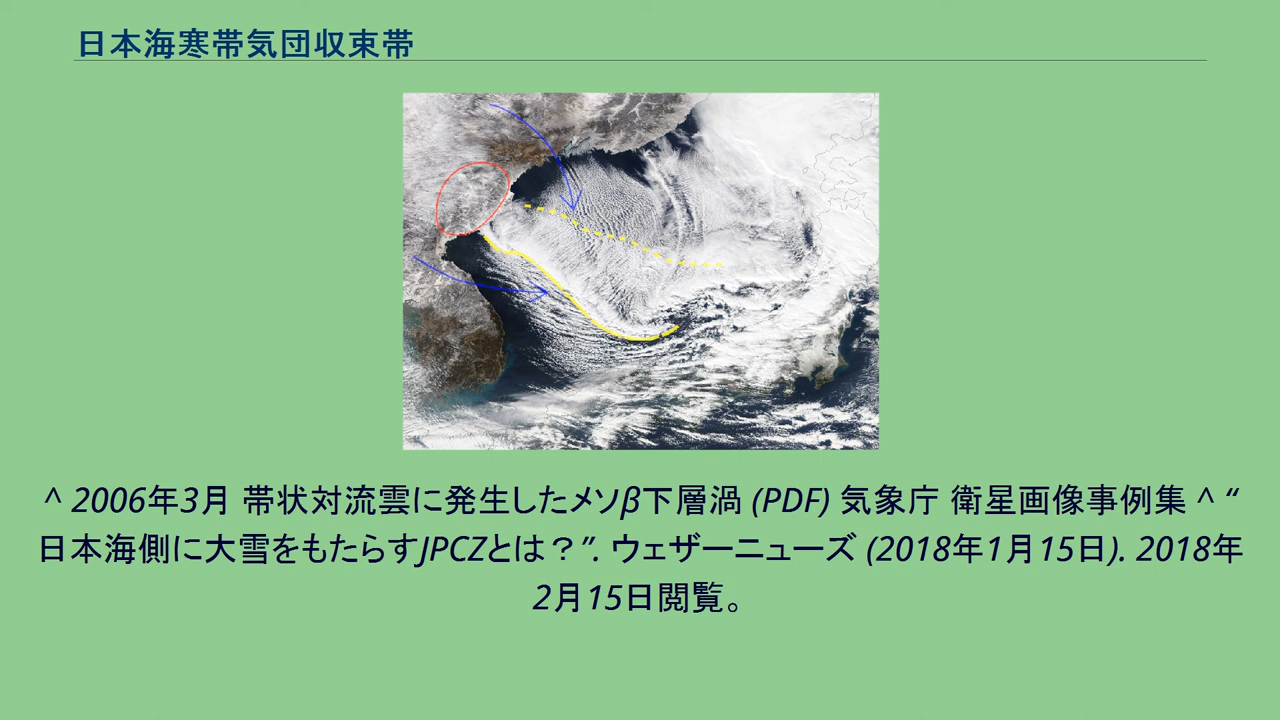 日本海寒帯気団収束帯
^ 2006年3月 帯状対流雲に発生したメソβ下層渦 (PDF) 気象庁 衛星画像事例集 ^ “
日本海側に大雪をもたらすJPCZとは？”. ウェザーニューズ (2018年1月15日). 2018年
2月15日閲覧。